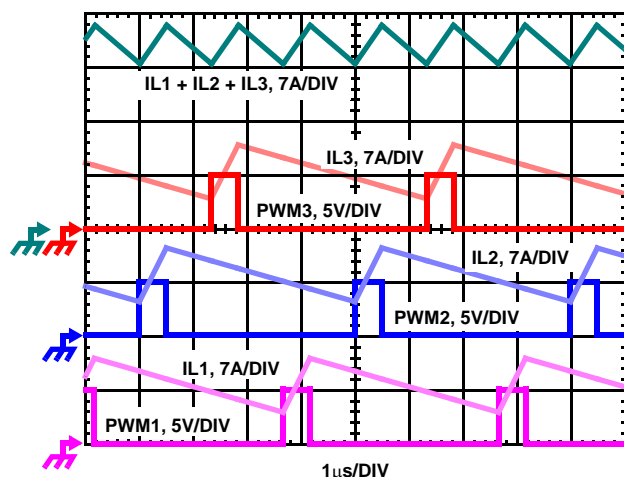 IL1 + IL2 + IL3, 7A/DIV
IL3, 7A/DIV
PWM3, 5V/DIV
IL2, 7A/DIV
PWM2, 5V/DIV
IL1, 7A/DIV
PWM1, 5V/DIV
1μs/DIV